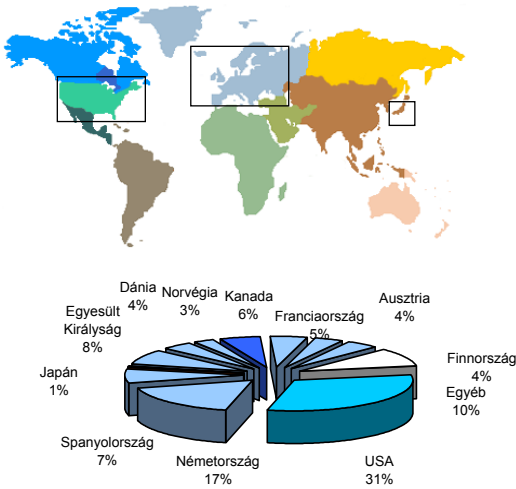 Dánia
4%
Norvégia
3%
Kanada
6%
Franciaország
5%
Ausztria
4%
Egyesült
Királyság
8%
Japán
1%
Finnország
4%
Egyéb
10%
Spanyolország
7%
Németország
17%
USA
31%